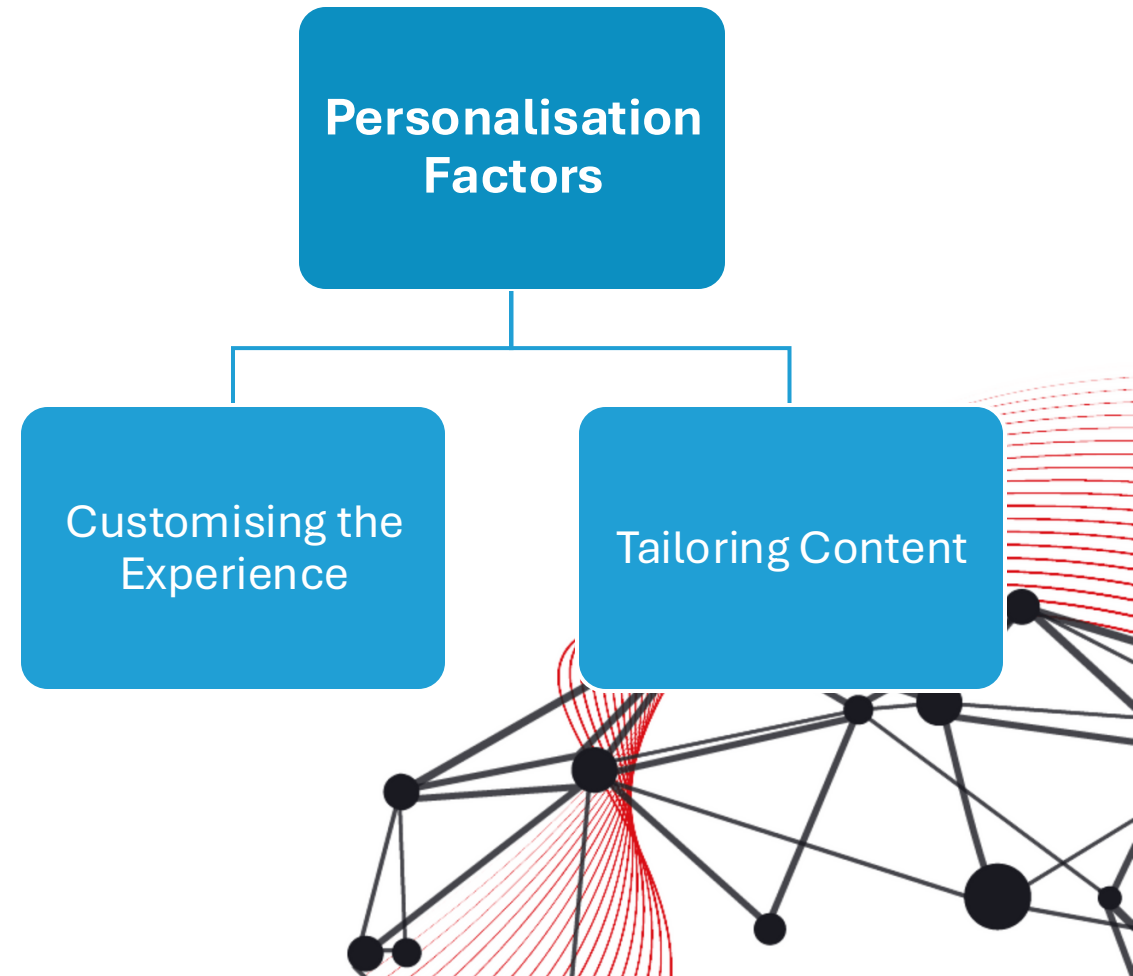 Personalisation
Factors
Customising the
Experience
Tailoring Content